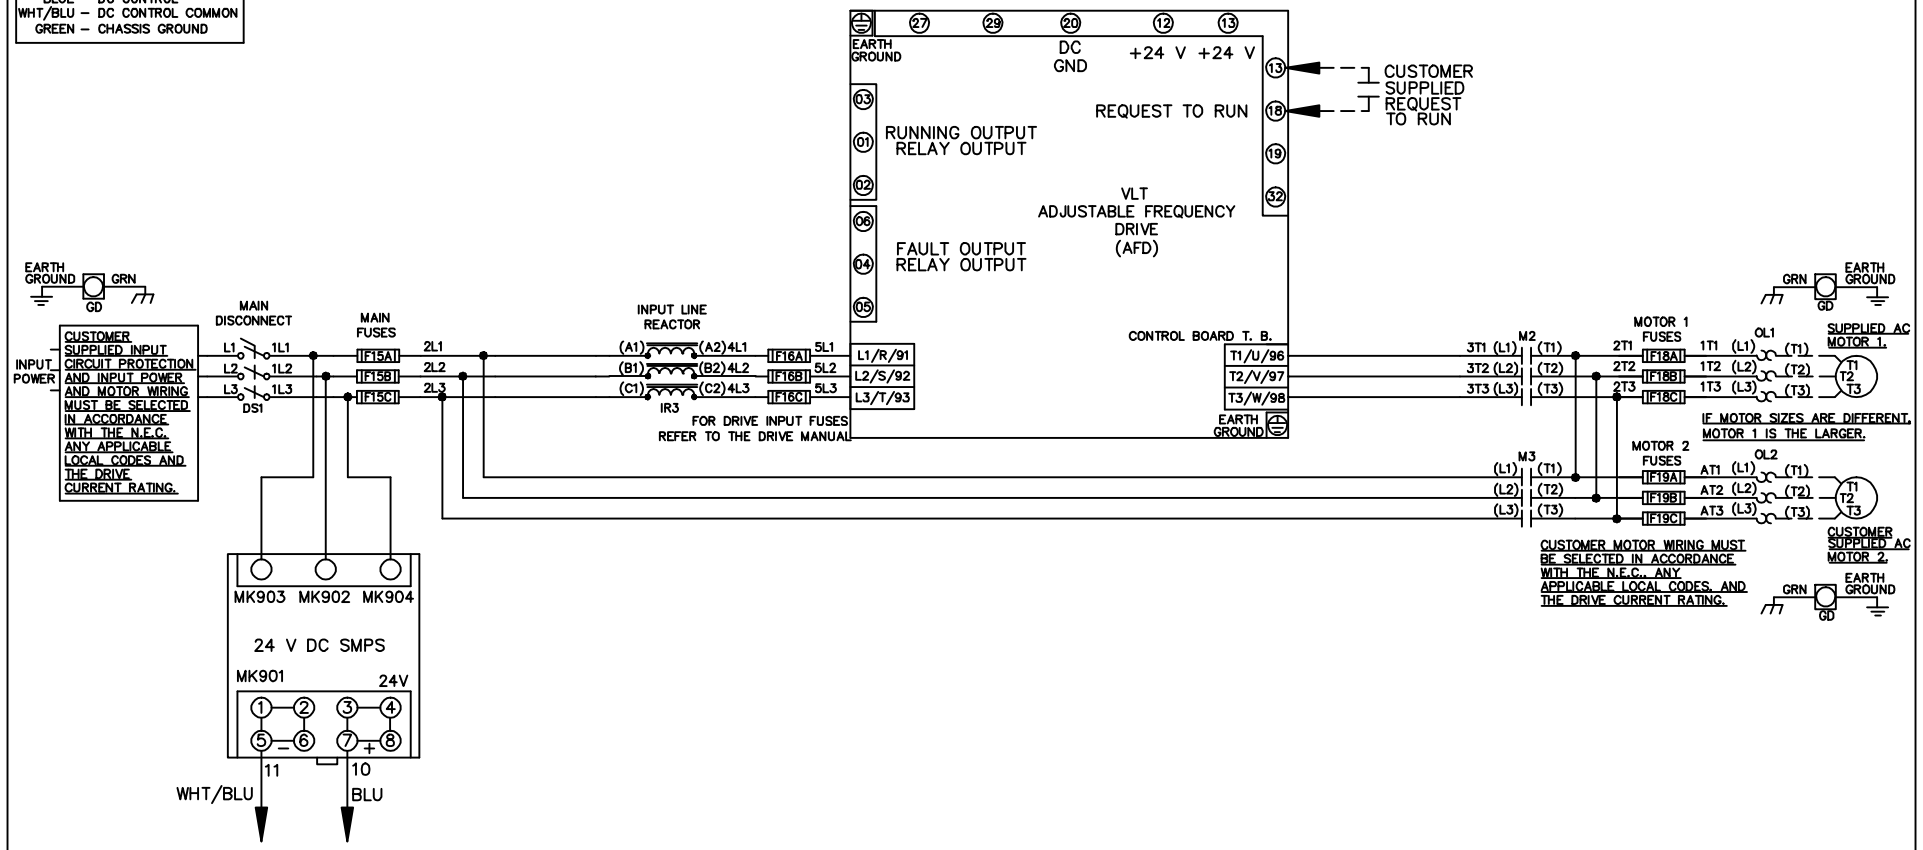 WHT/BLU – DC CONTROL COMMON
GREEN – CHASSIS GROUND
27
29
20
12
13
EARTH
GROUND
DC
GND
+24 V
+24 V
13
CUSTOMER
SUPPLIED
REQUEST
TO RUN
03
REQUEST TO RUN
18
01
RUNNING OUTPUT
RELAY OUTPUT
19
02
VLT
ADJUSTABLE FREQUENCY
DRIVE
(AFD)
32
06
FAULT OUTPUT
RELAY OUTPUT
04
05
EARTH
GROUND
GRN
GD
MAIN
DISCONNECT
MAIN
FUSES
INPUT LINE
REACTOR
CONTROL BOARD T. B.
M2
MOTOR 1
FUSES
OL1
GRN
EARTH
GROUND
GD
SUPPLIED AC
MOTOR 1.
INPUT
POWER
CUSTOMER
SUPPLIED INPUT
CIRCUIT PROTECTION
AND INPUT POWER
AND MOTOR WIRING
MUST BE SELECTED
IN ACCORDANCE
WITH THE N.E.C.
ANY APPLICABLE
LOCAL CODES AND
THE DRIVE
CURRENT RATING.
L1 1L1 F15A 2L1 (A1) (A2) 4L1 F16A 5L1 L1/R/91
L2 1L2 F15B 2L2 (B1) (B2) 4L2 F16B 5L2 L2/S/92
L3 1L3 F15C 2L3 (C1) (C2) 4L3 F16C 5L3 L3/T/93
DS1
IR3
FOR DRIVE INPUT FUSES
REFER TO THE DRIVE MANUAL
T1/U/96 3T1 (L1) (T1) 2T1 F18A 1T1 (L1) (T1) T1
T2/V/97 3T2 (L2) (T2) 2T2 F18B 1T2 (L2) (T2) T2
T3/W/98 3T3 (L3) (T3) 2T3 F18C 1T3 (L3) (T3) T3
EARTH
GROUND
IF MOTOR SIZES ARE DIFFERENT,
MOTOR 1 IS THE LARGER.
M3
MOTOR 2
FUSES
OL2
(L1) (T1) F19A AT1 (L1) (T1) T1
(L2) (T2) F19B AT2 (L2) (T2) T2
(L3) (T3) F19C AT3 (L3) (T3) T3
CUSTOMER
SUPPLIED AC
MOTOR 2.
CUSTOMER MOTOR WIRING MUST
BE SELECTED IN ACCORDANCE
WITH THE N.E.C., ANY
APPLICABLE LOCAL CODES, AND
THE DRIVE CURRENT RATING.
GRN
EARTH
GROUND
GD
MK903 MK902 MK904
24 V DC SMPS
MK901
24V
1 2 3 4
5 – 6 7 + 8
11 10
WHT/BLU BLU